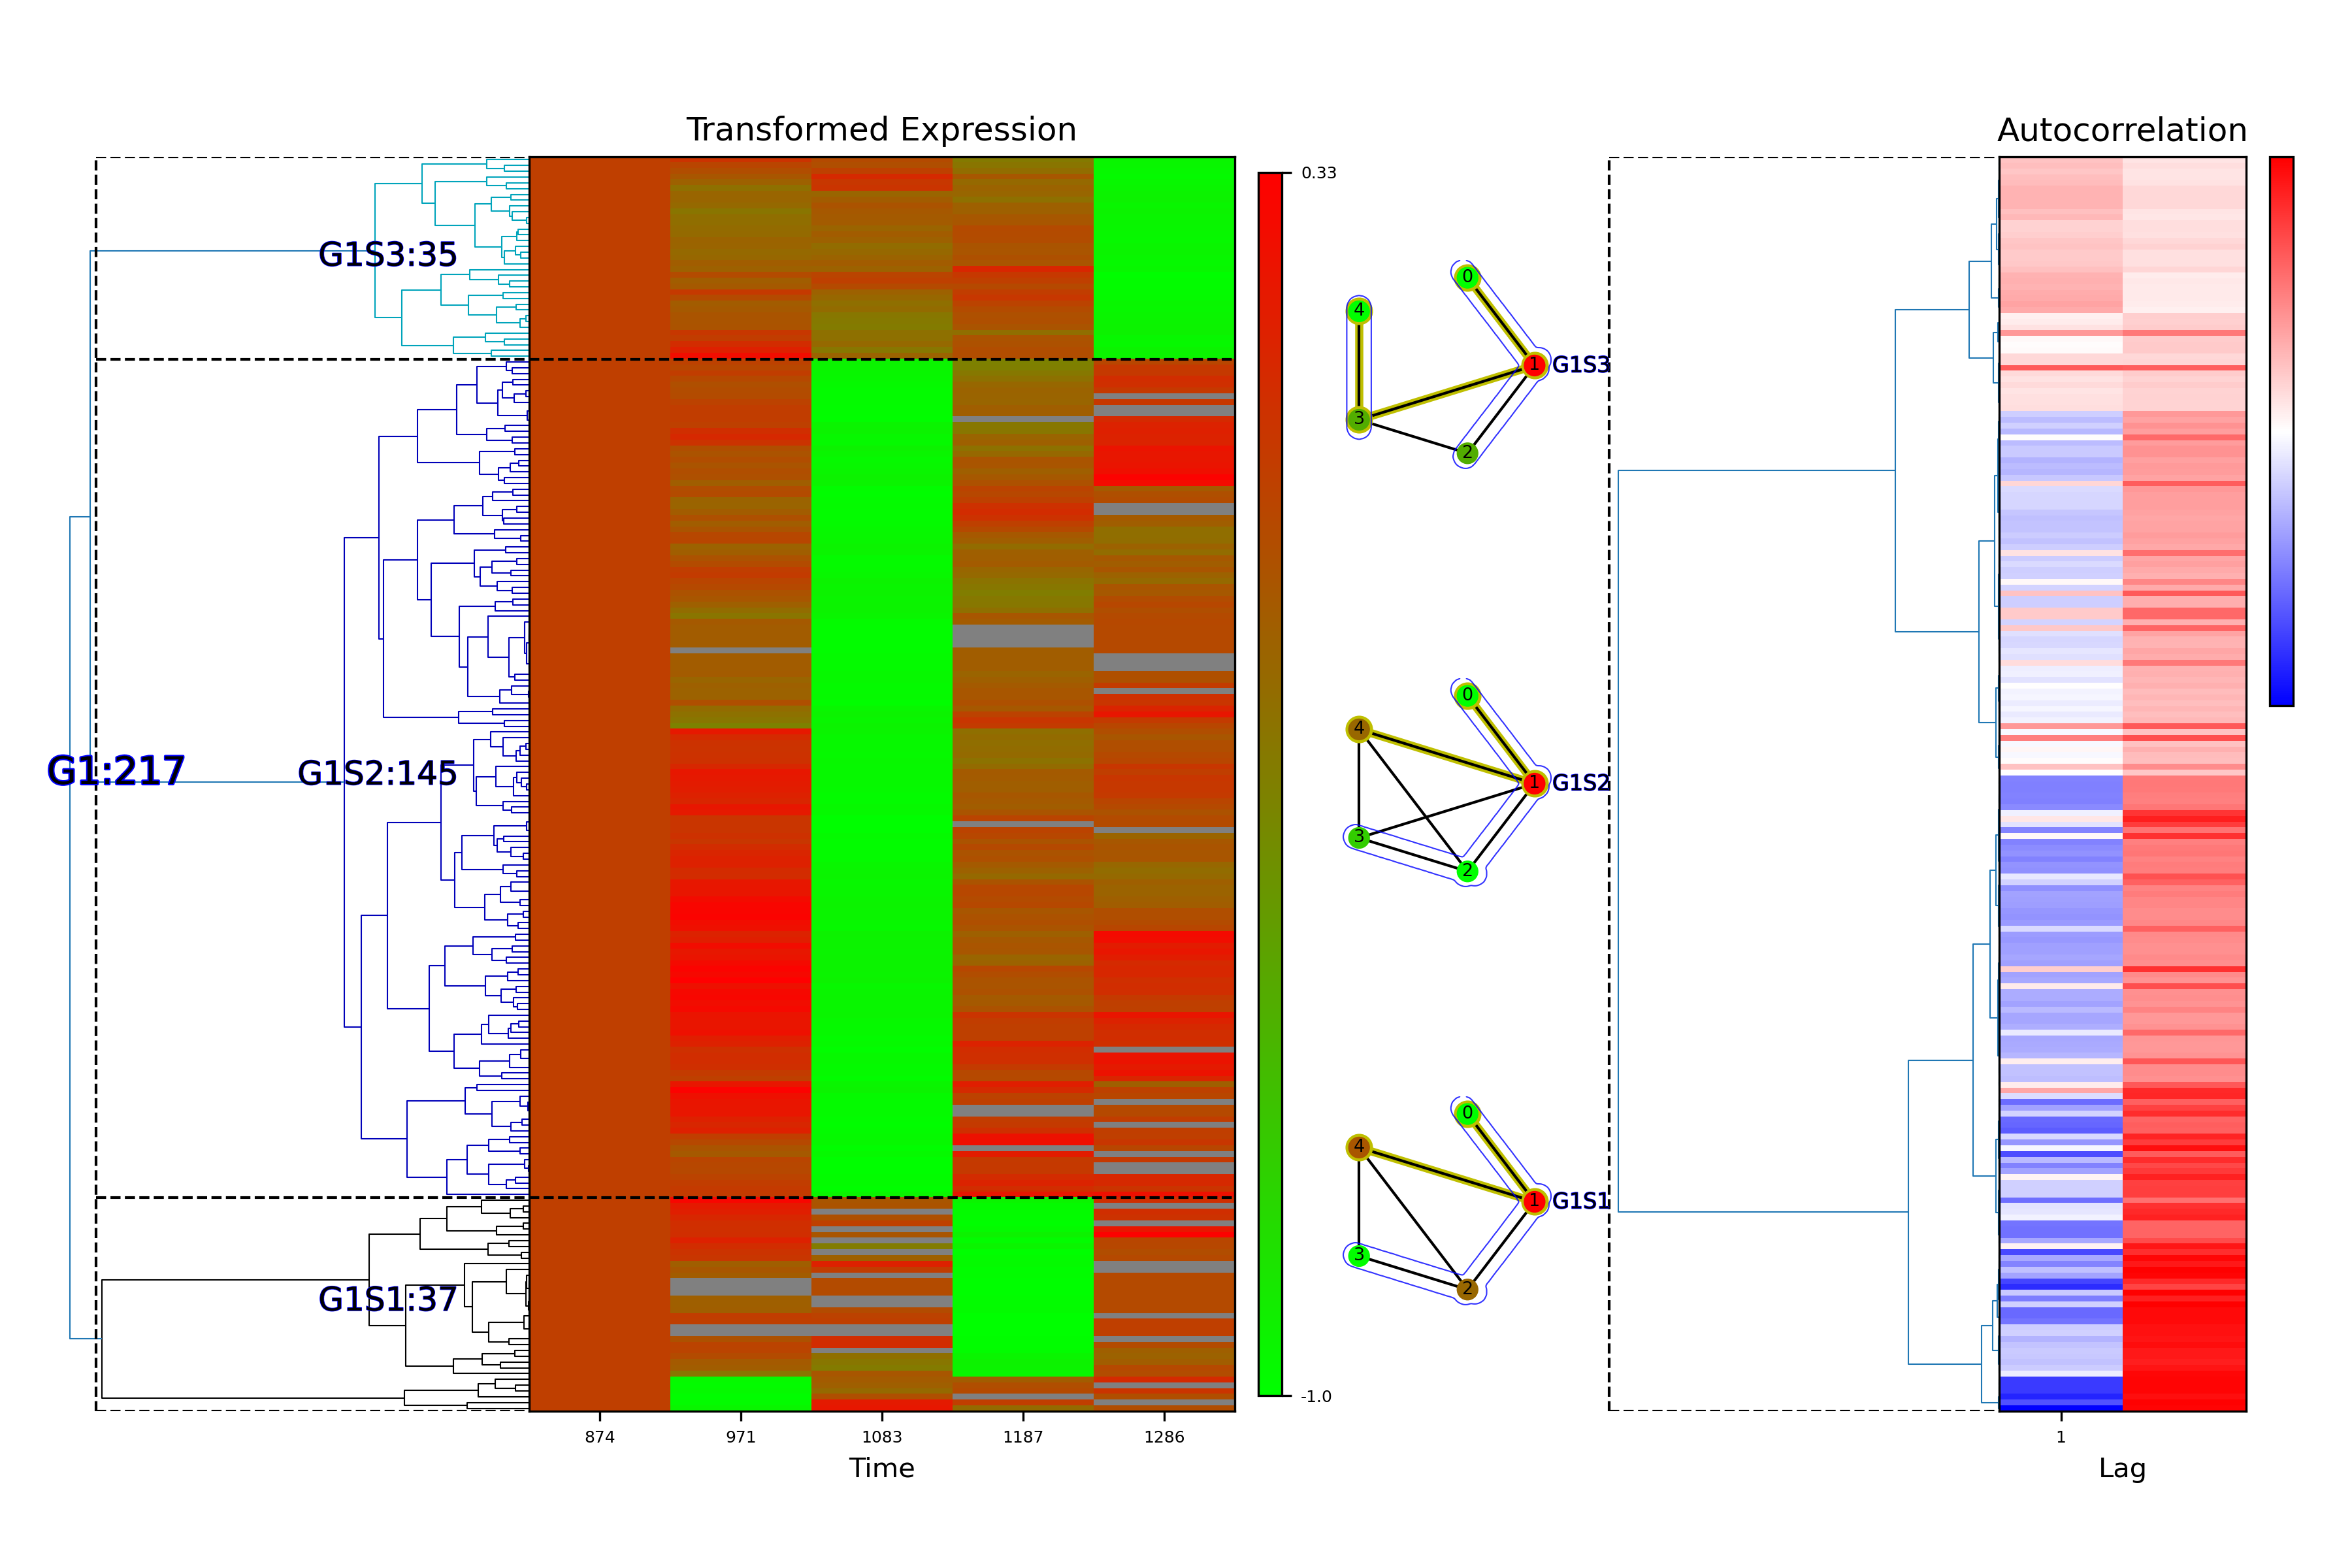 Transformed Expression
Autocorrelation
0.33
G1S3:35
0
4
1
G1S3
3
2
0
4
G1:217
G1S2:145
1
G1S2
3
2
0
4
1
G1S1
3
2
G1S1:37
-1.0
874
971
1083
1187
1286
1
Time
Lag